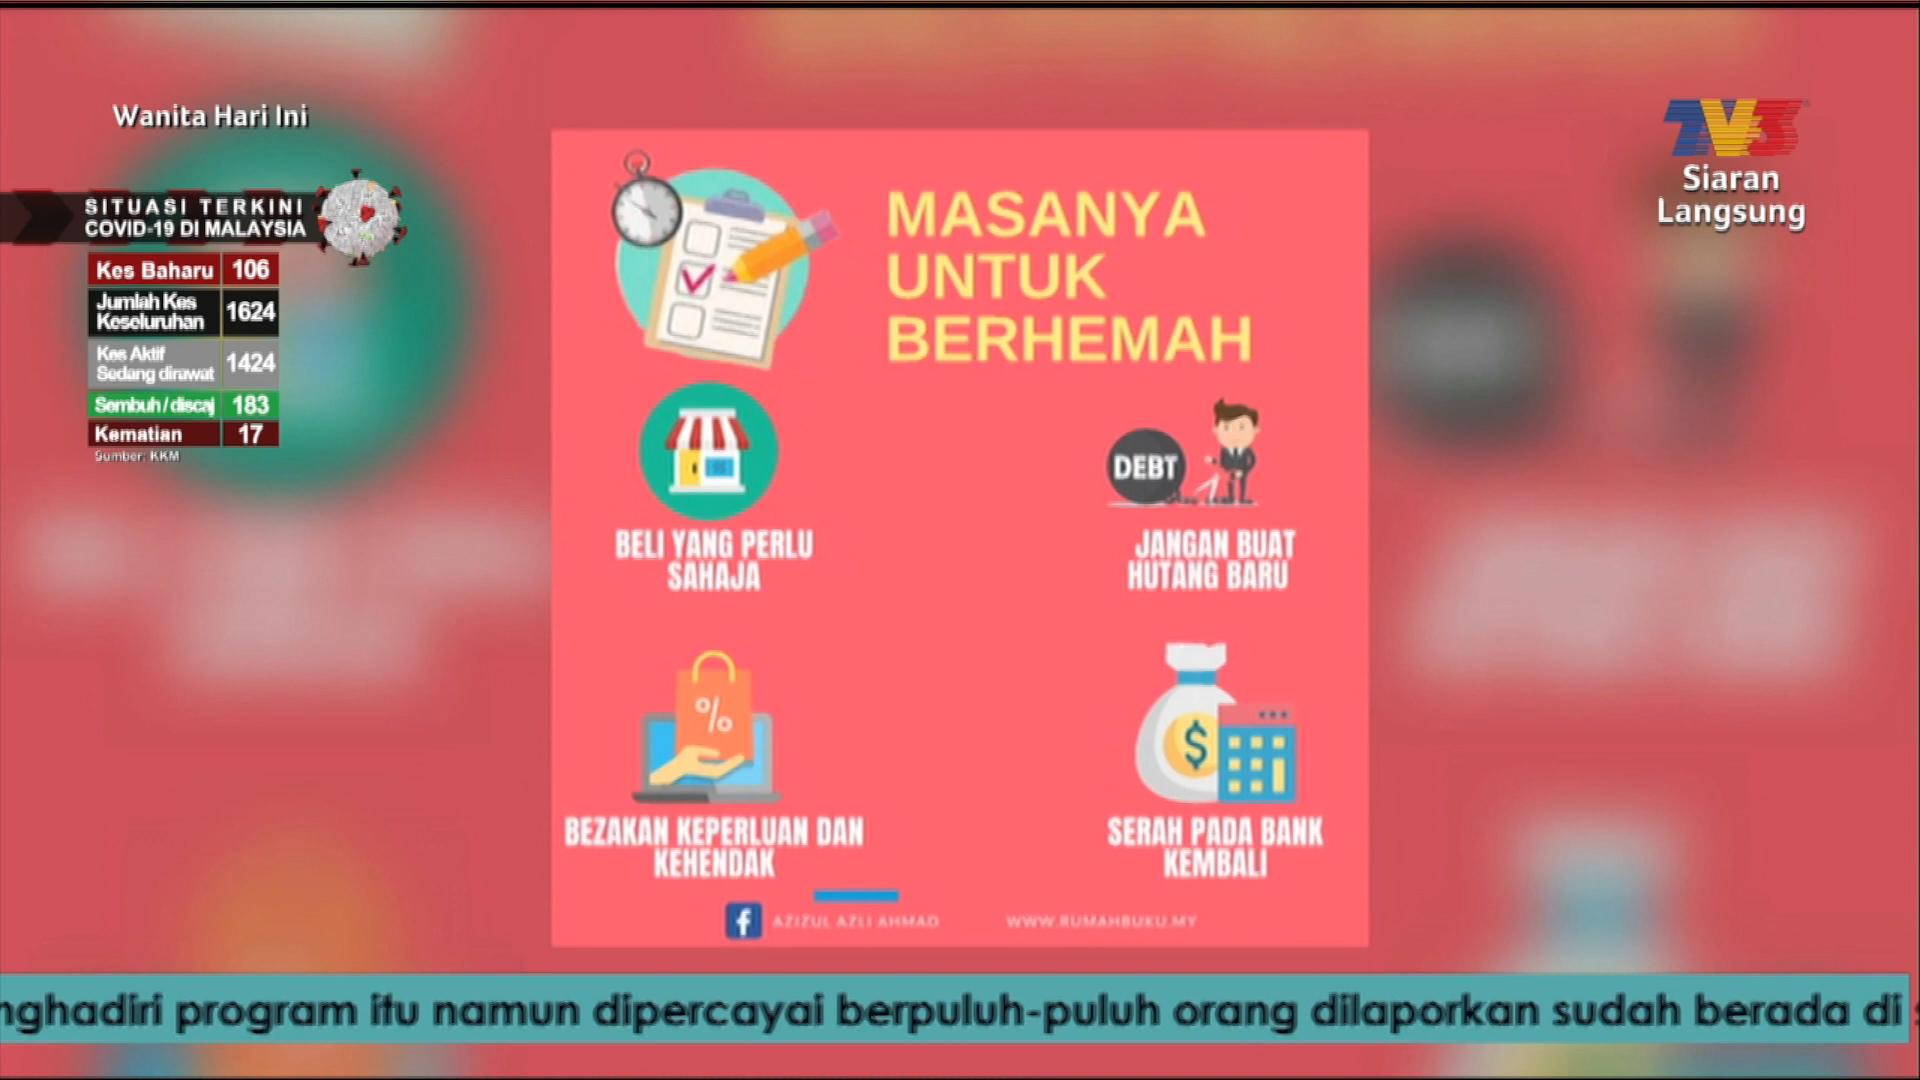 Wanita Hari Ini
TV3
Siaran
Langsung
SITUASI TERKINI
COVID-19 DI MALAYSIA
Kes Baharu 106
Jumlah Kes
Keseluruhan 1624
Kes Aktif
Sedang dirawat 1424
Sembuh / discaj 183
Kematian 17
Sumber: KKM
MASANYA
UNTUK
BERHEMAH
BELI YANG PERLU
SAHAJA
DEBT
JANGAN BUAT
HUTANG BARU
%
BEZAKAN KEPERLUAN DAN
KEHENDAK
$
SERAH PADA BANK
KEMBALI
f AZIZUL AZLI AHMAD
WWW.RUMAHBUKU.MY
nghadiri program itu namun dipercayai berpuluh-puluh orang dilaporkan sudah berada di s